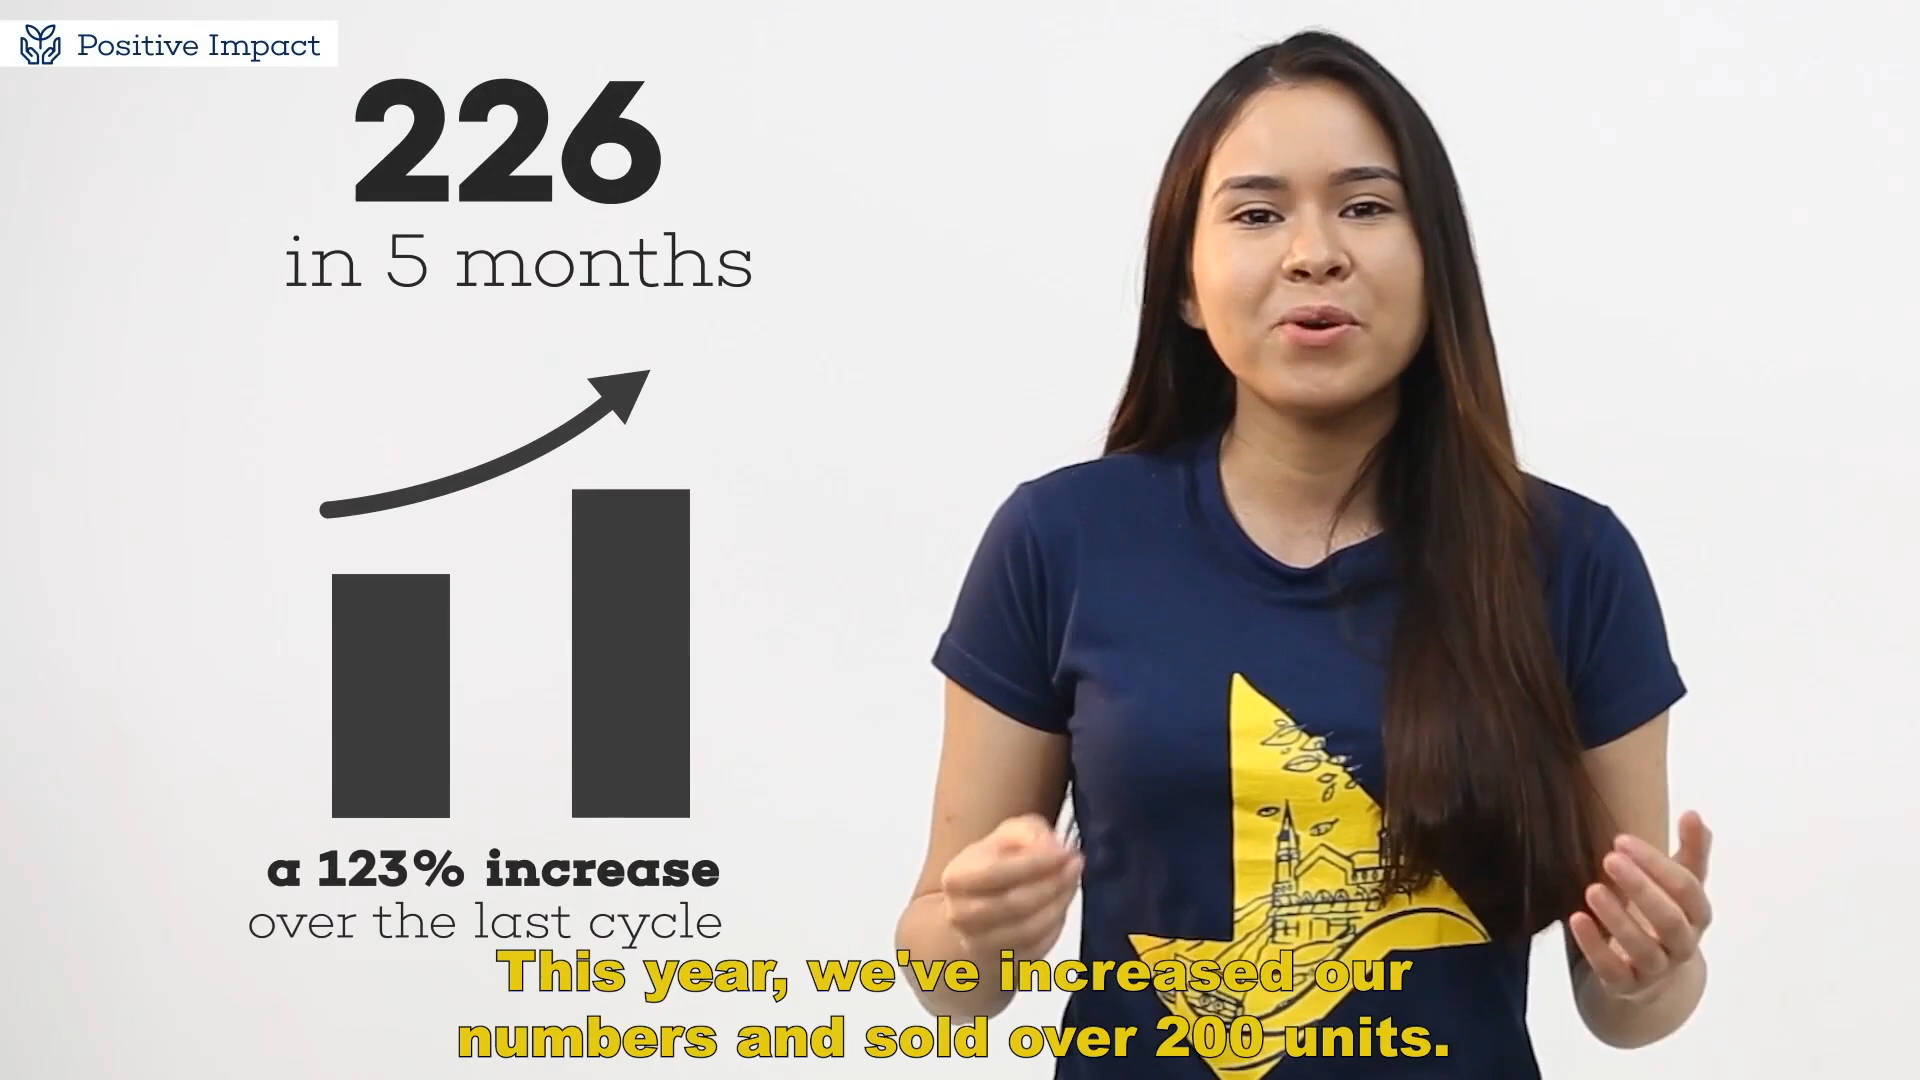 Positive Impact
226
in 5 months
a 123% increase
over the last cycle
This year, we've increased our
numbers and sold over 200 units.